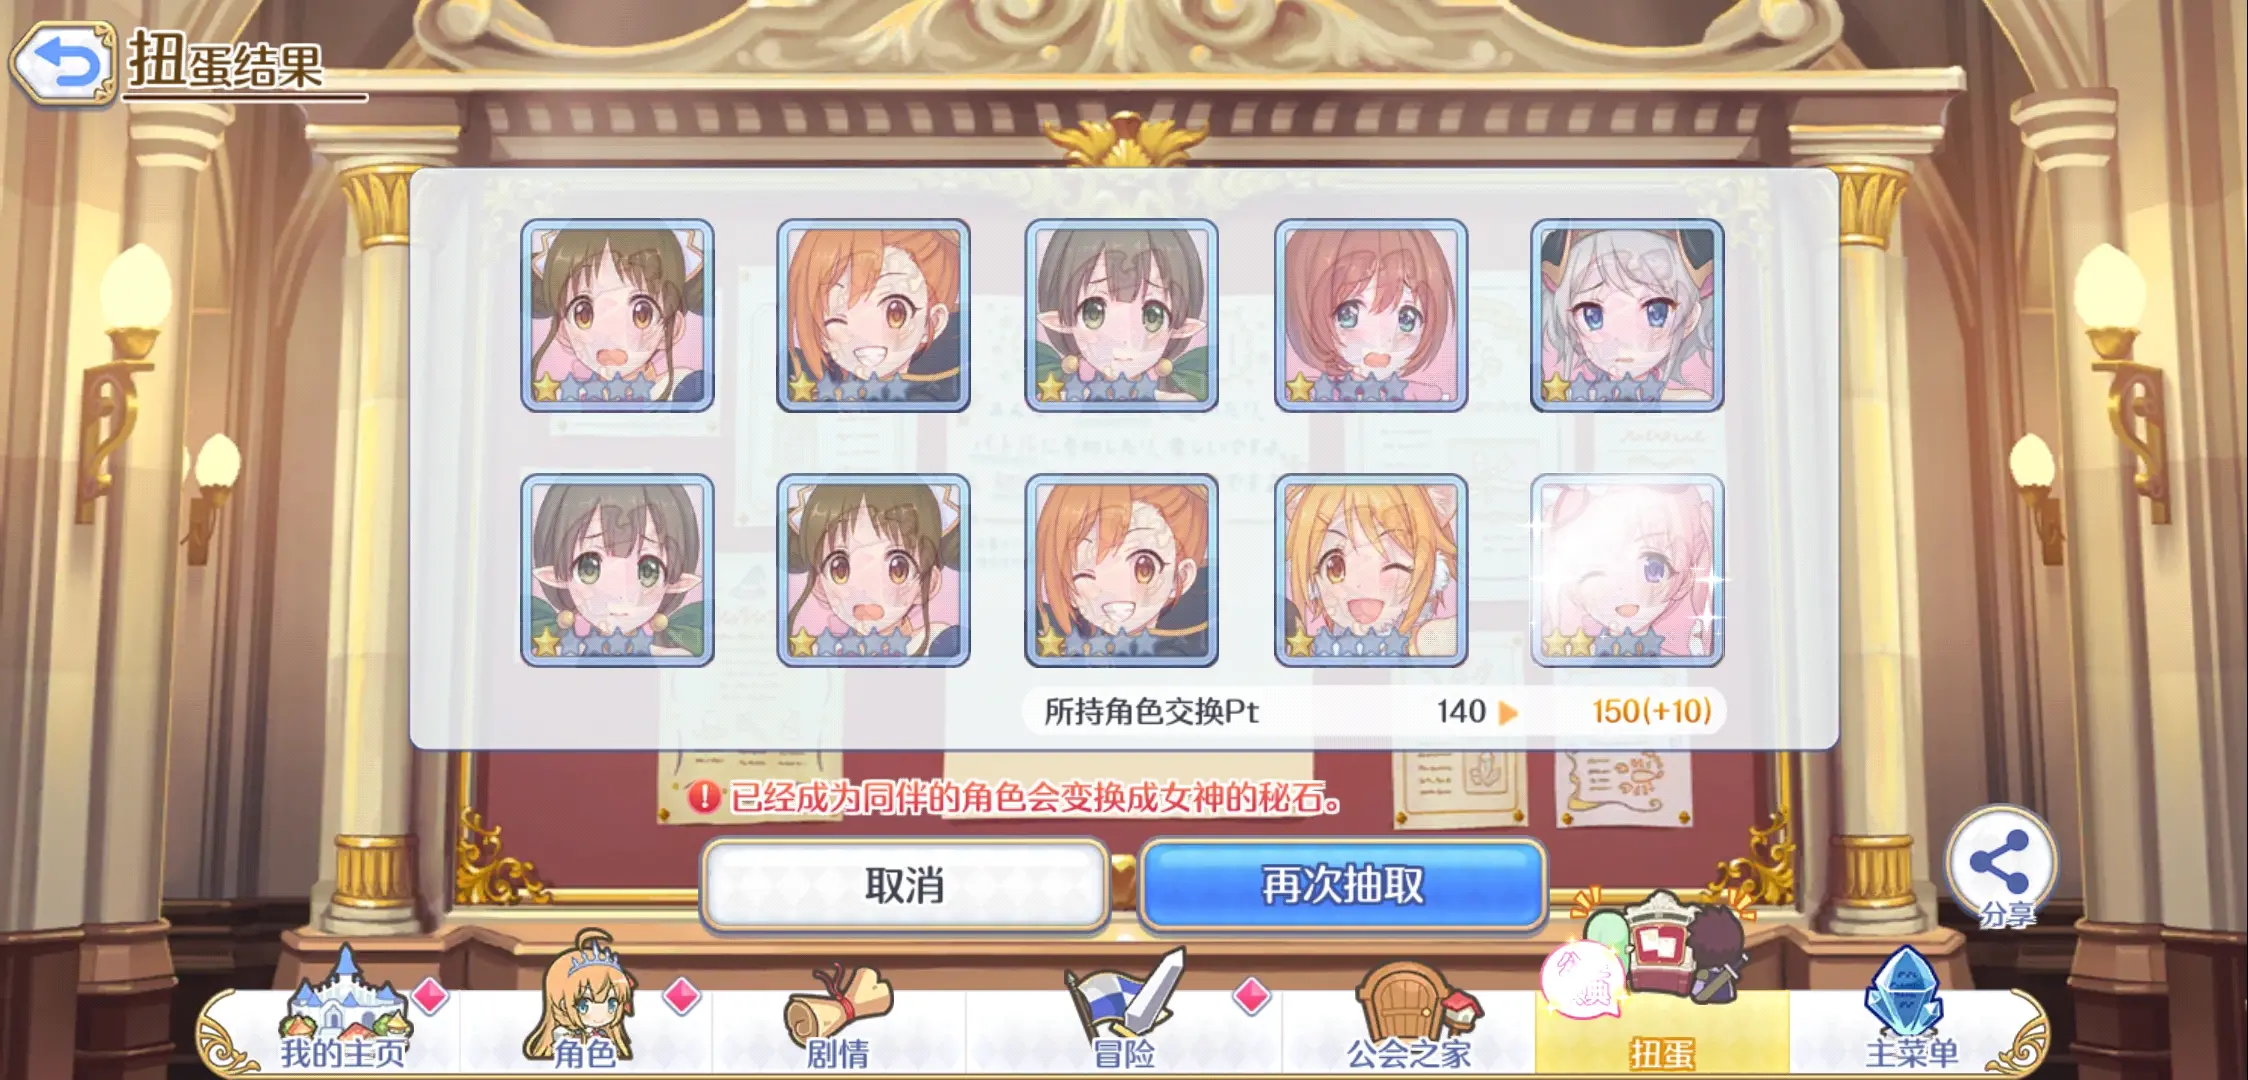 扭蛋结果
所持角色交换Pt 140 150(+10)
已经成为同伴的角色会变换成女神的秘石。
取消
再次抽取
分享
我的主页
角色
剧情
冒险
公会之家
扭蛋
主菜单